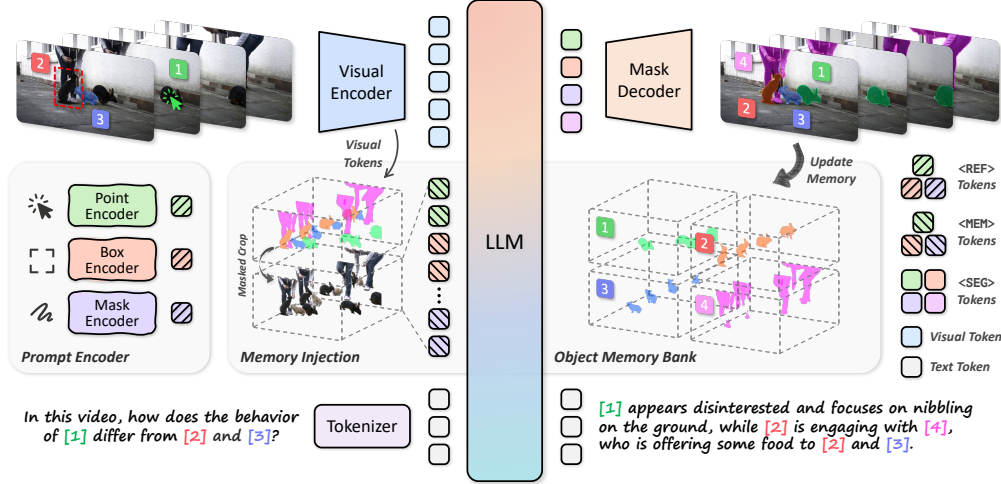 2
1
3
Visual
Encoder
Visual
Tokens
LLM
Mask
Decoder
4
1
2
3
Update
Memory
Point
Encoder
Box
Encoder
Mask
Encoder
Prompt Encoder
Masked Crop
Memory Injection
1
2
3
4
Object Memory Bank
<REF>
Tokens
<MEM>
Tokens
<SEG>
Tokens
Visual Token
Text Token
In this video, how does the behavior
of [1] differ from [2] and [3]?
Tokenizer
[1] appears disinterested and focuses on nibbling
on the ground, while [2] is engaging with [4],
who is offering some food to [2] and [3].